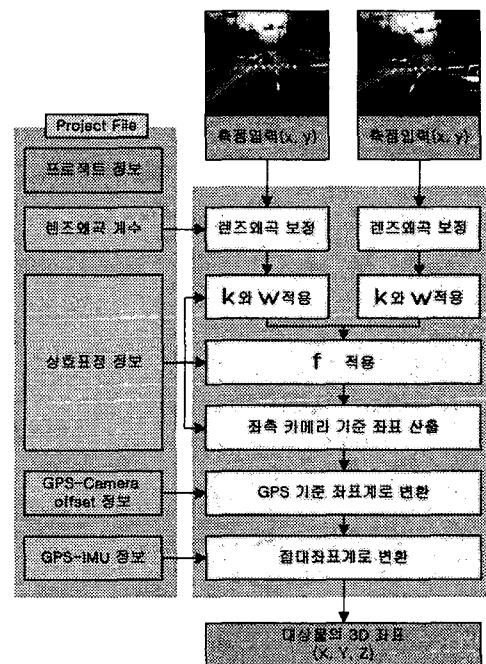 측점입력(x, y)
측점입력(x, y)
Project File
프로젝트 정보
렌즈왜곡 계수
렌즈왜곡 보정
렌즈왜곡 보정
k와 w적용
k와 w적용
상호표정 정보
f 적용
좌측 카메라 기준 좌표 산출
GPS-Camera
offset 정보
GPS 기준 좌표계로 변환
GPS-IMU 정보
절대좌표계로 변환
대상물의 3D 좌표
(X, Y, Z)